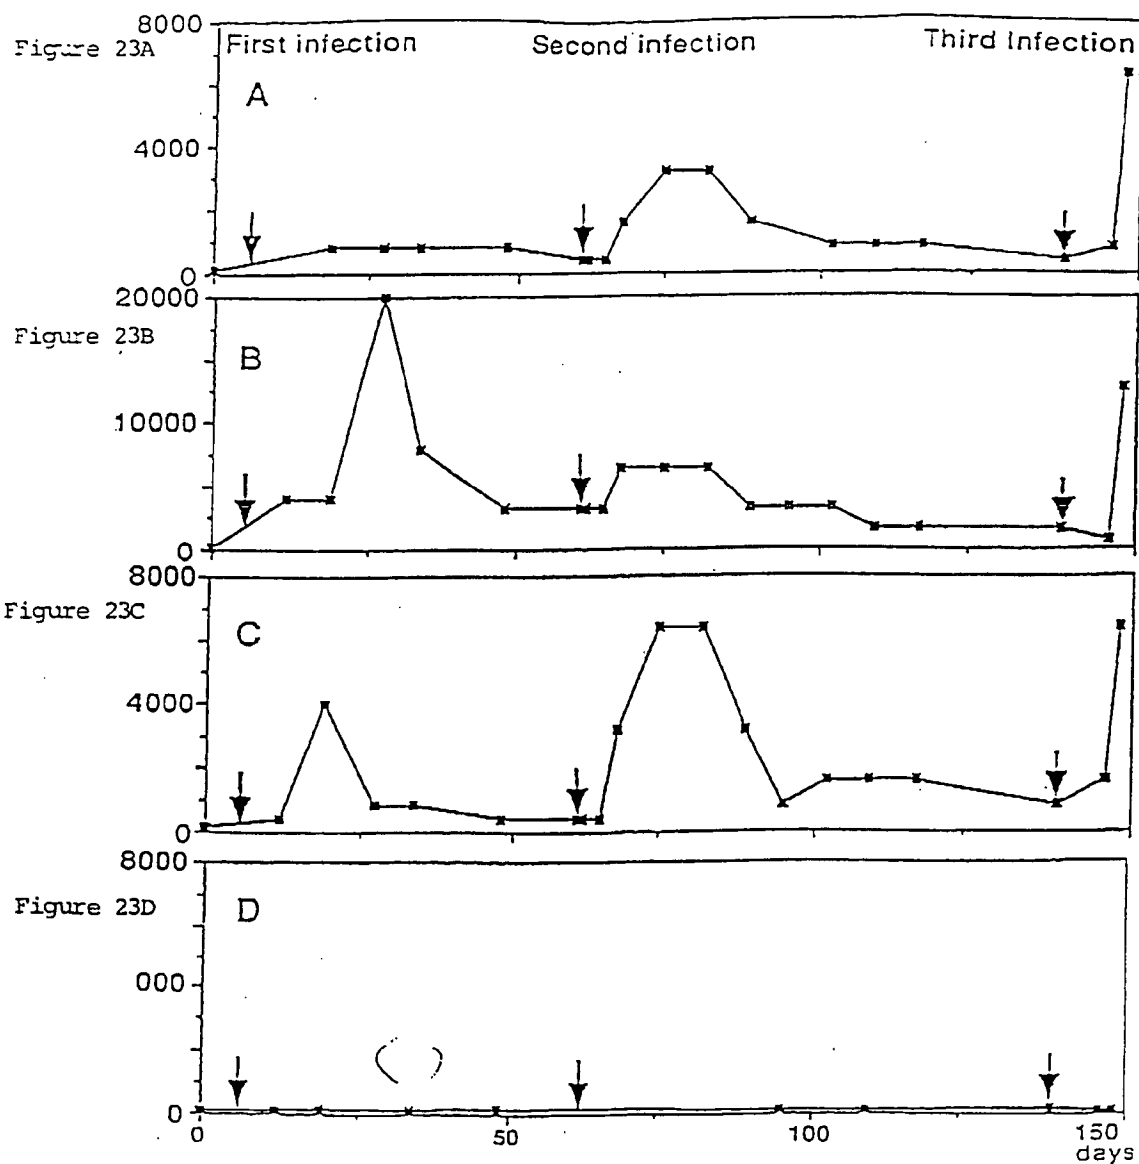 8000
Figure 23A
First infection
Second infection
Third Infection
A
4000
0
20000
Figure 23B
B
10000
0
8000
Figure 23C
C
4000
0
8000
Figure 23D
D
000
0
0
50
100
150
days